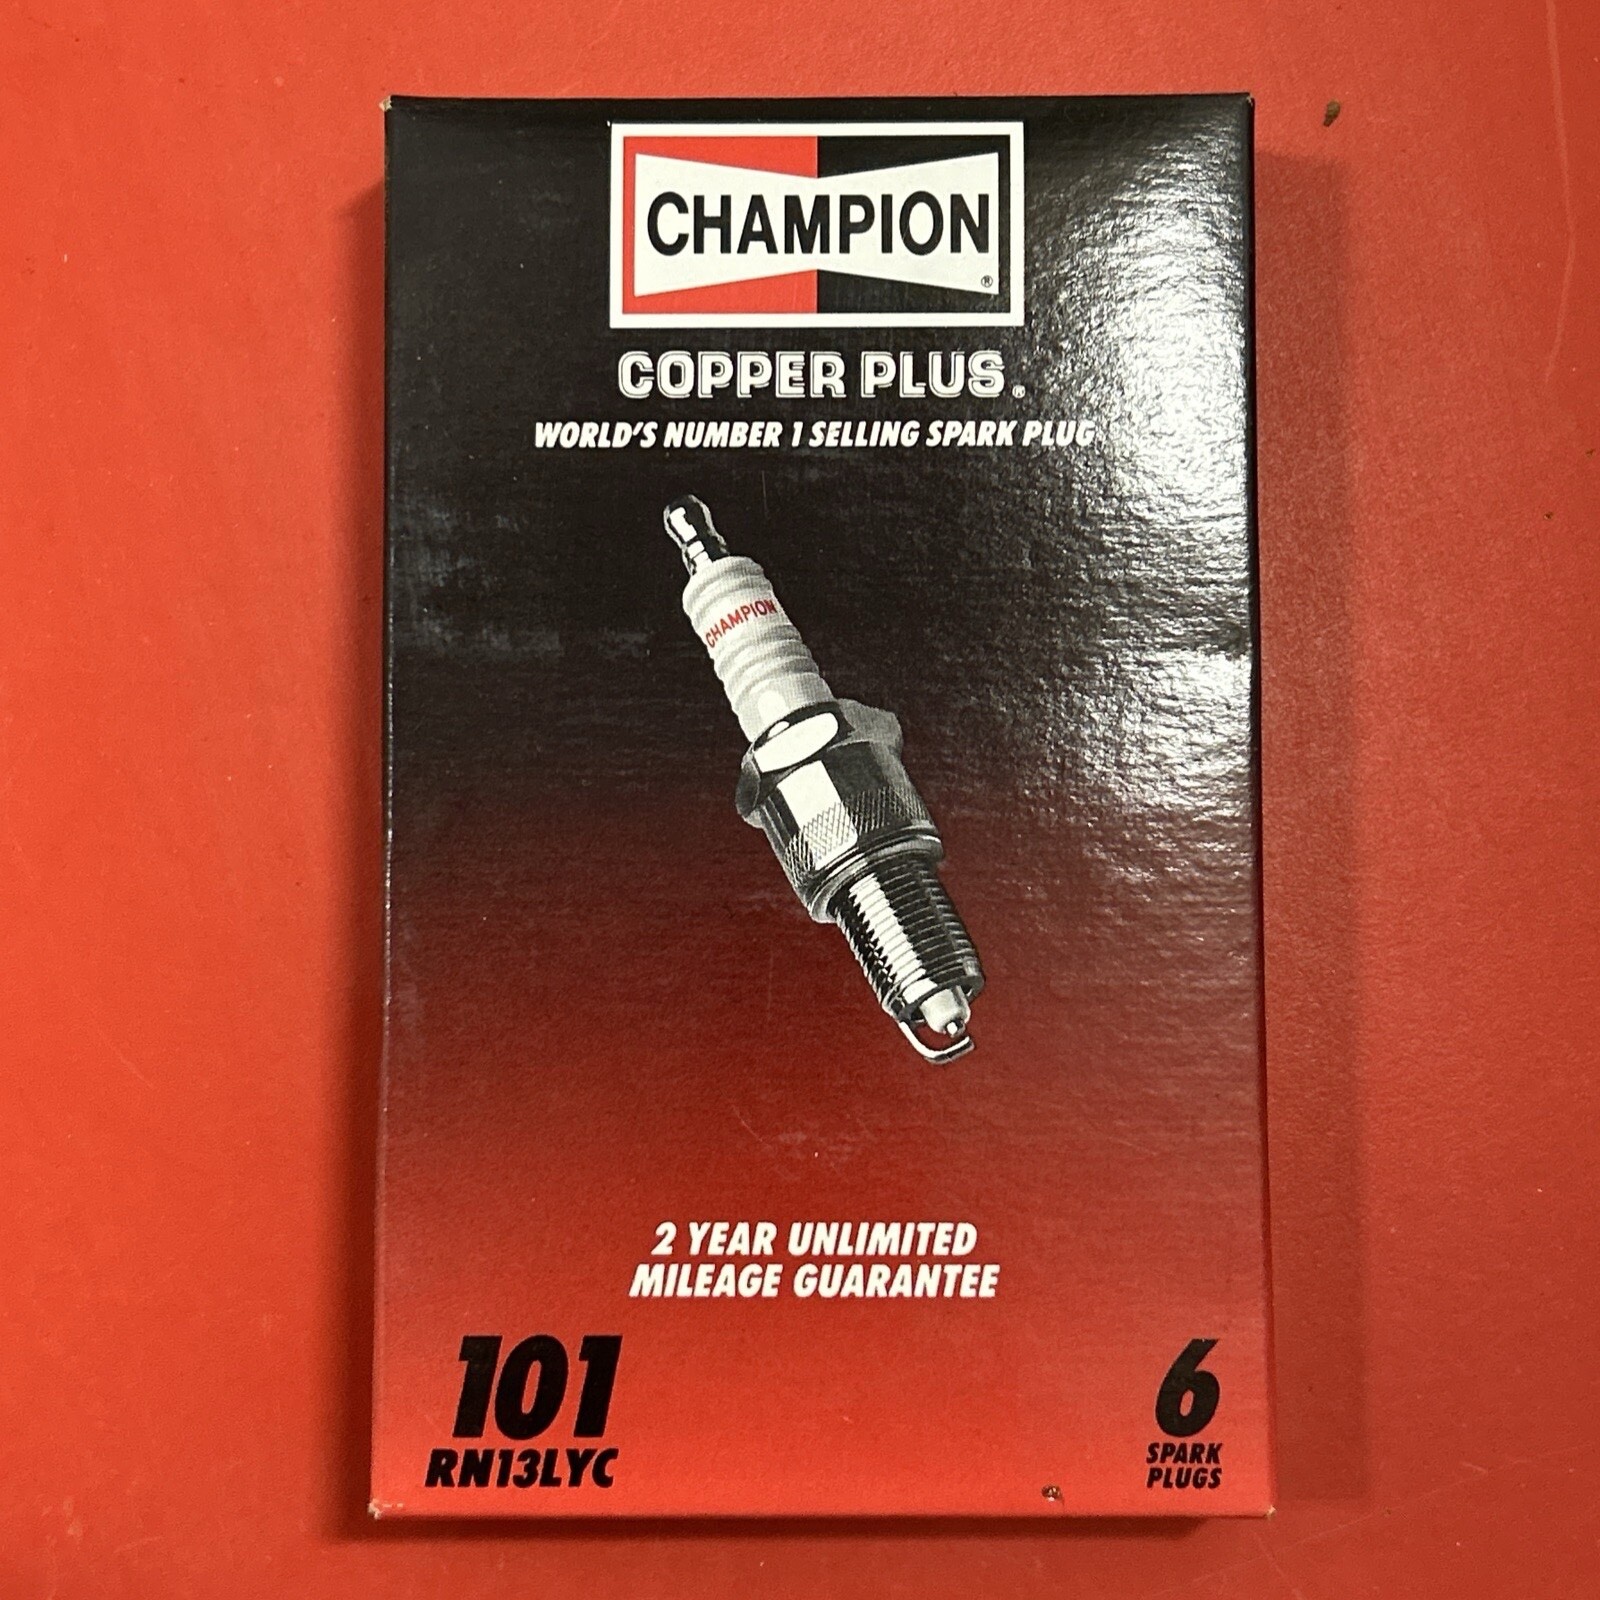 CHAMPION®
COPPER PLUS®
WORLD'S NUMBER 1 SELLING SPARK PLUG
CHAMPION
2 YEAR UNLIMITED
MILEAGE GUARANTEE
101
RN13LYC
6
SPARK
PLUGS